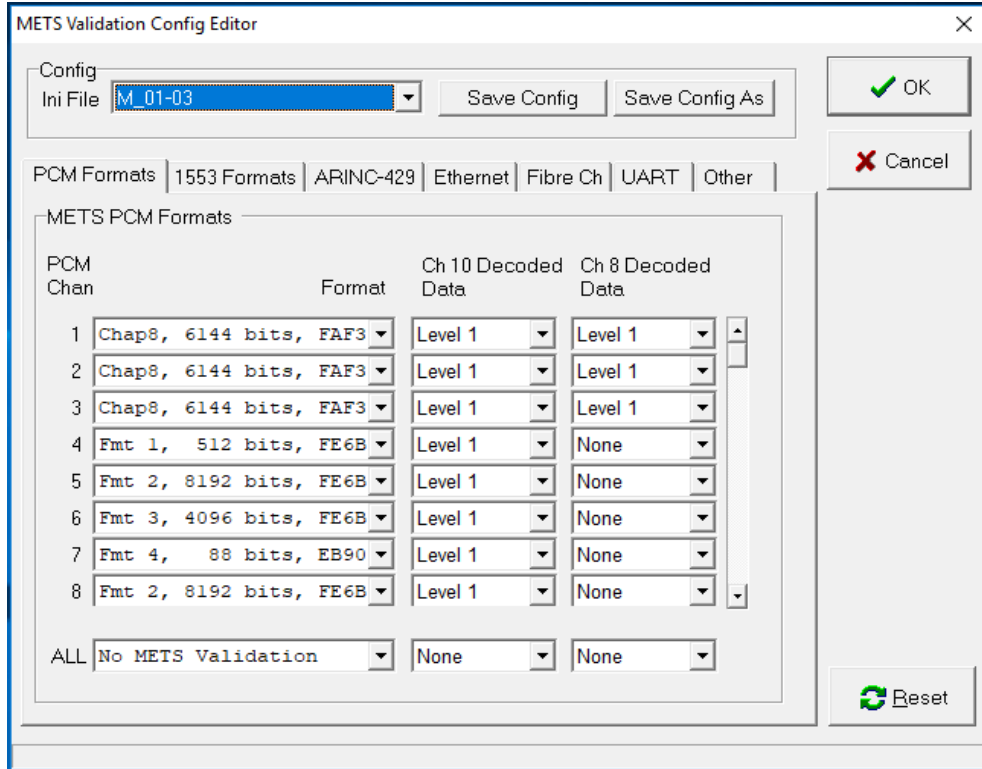 METS Validation Config Editor
Config
Ini File M_01-03 Save Config Save Config As
OK
Cancel
PCM Formats 1553 Formats ARINC-429 Ethernet Fibre Ch UART Other
METS PCM Formats
PCM Chan Format Ch 10 Decoded Data Ch 8 Decoded Data
1 Chap8, 6144 bits, FAF3 Level 1 Level 1
2 Chap8, 6144 bits, FAF3 Level 1 Level 1
3 Chap8, 6144 bits, FAF3 Level 1 Level 1
4 Fmt 1, 512 bits, FE6B Level 1 None
5 Fmt 2, 8192 bits, FE6B Level 1 None
6 Fmt 3, 4096 bits, FE6B Level 1 None
7 Fmt 4, 88 bits, EB90 Level 1 None
8 Fmt 2, 8192 bits, FE6B Level 1 None
ALL No METS Validation None None
Reset